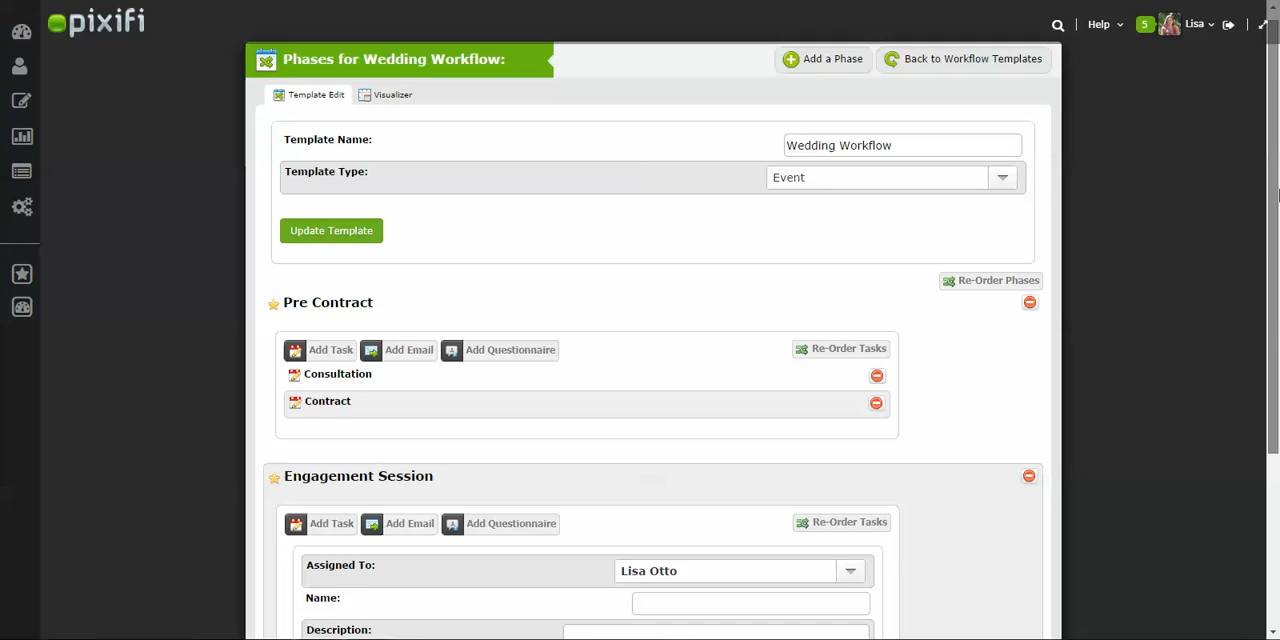 pixifi
Help
5
Lisa
Phases for Wedding Workflow:
Add a Phase
Back to Workflow Templates
Template Edit
Visualizer
Template Name:
Wedding Workflow
Template Type:
Event
Update Template
Re-Order Phases
Pre Contract
Add Task
Add Email
Add Questionnaire
Re-Order Tasks
Consultation
Contract
Engagement Session
Add Task
Add Email
Add Questionnaire
Re-Order Tasks
Assigned To:
Lisa Otto
Name:
Description: